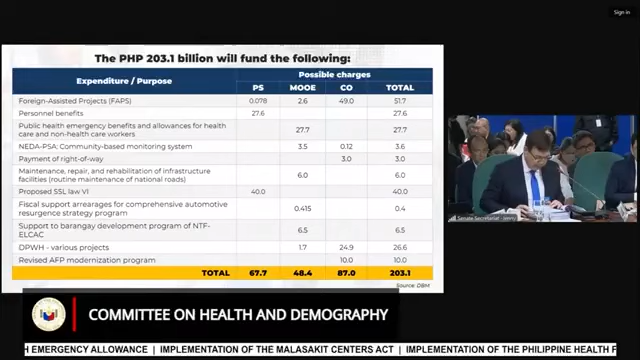 Sign in
The PHP 203.1 billion will fund the following:
Expenditure / Purpose
Possible charges
PS MOOE CO TOTAL
Foreign-Assisted Projects (FAPS) 0.078 2.6 49.0 51.7
Personnel benefits 27.6 27.6
Public health emergency benefits and allowances for health
care and non-health care workers 27.7 27.7
NEDA-PSA: Community-based monitoring system 3.5 0.12 3.6
Payment of right-of-way 3.0 3.0
Maintenance, repair, and rehabilitation of infrastructure
facilities (routine maintenance of national roads) 6.0 6.0
Proposed SSL law VI 40.0 40.0
Fiscal support arrearages for comprehensive automotive
resurgence strategy program 0.415 0.4
Support to barangay development program of NTF-
ELCAC 6.5 6.5
DPWH - various projects 1.7 24.9 26.6
Revised AFP modernization program 10.0 10.0
TOTAL 67.7 48.4 87.0 203.1
Source: DBM
Senate Secretariat
COMMITTEE ON HEALTH AND DEMOGRAPHY
H EMERGENCY ALLOWANCE | IMPLEMENTATION OF THE MALASAKIT CENTERS ACT | IMPLEMENTATION OF THE PHILIPPINE HEALTH F